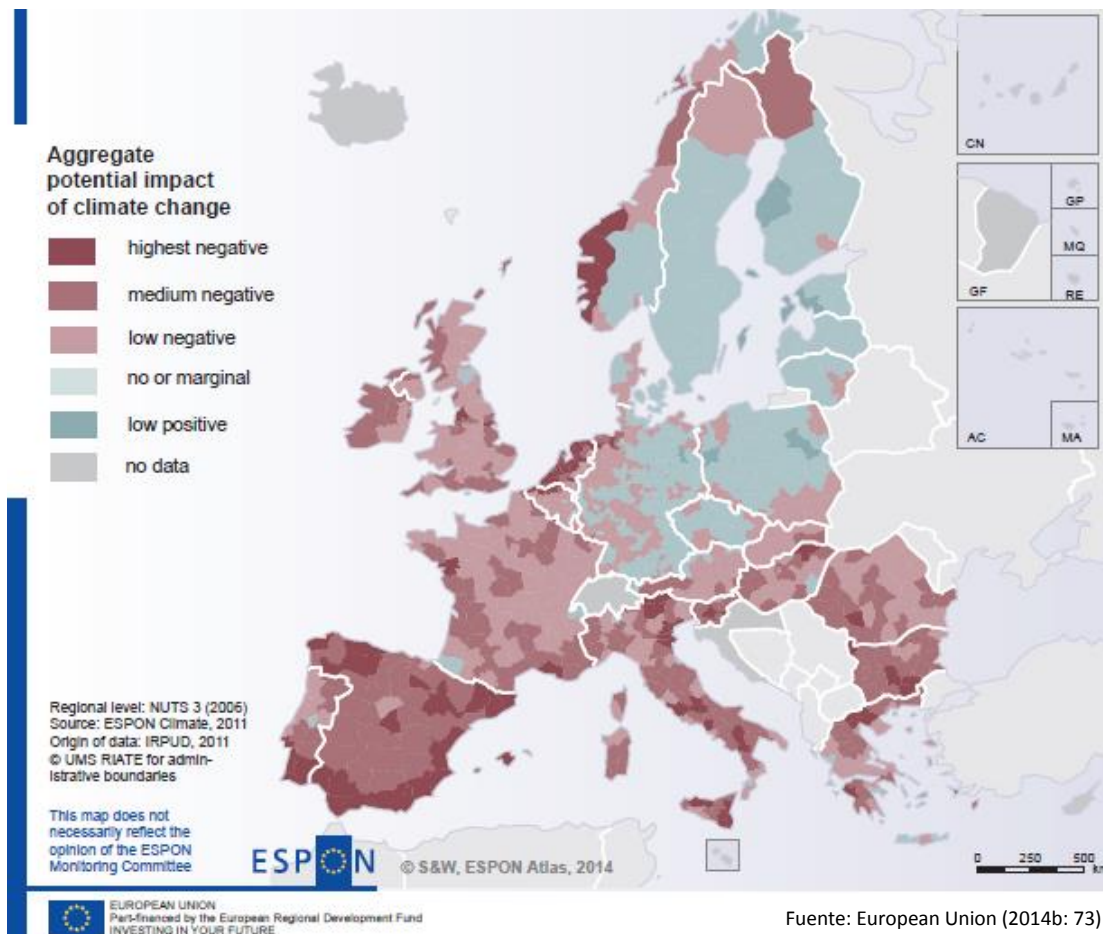 Aggregate
potential impact
of climate change
highest negative
medium negative
low negative
no or marginal
low positive
no data
CN
GP
MQ
RE
GF
AC
MA
Regional level: NUTS 3 (2006)
Source: ESPON Climate, 2011
Origin of data: IRPUD, 2011
© UMS RIATE for admin-
istrative boundaries
This map does not
necessarily reflect the
opinion of the ESPON
Monitoring Committee
ESPON
© S&W, ESPON Atlas, 2014
0 250 500
EUROPEAN UNION
Part-financed by the European Regional Development Fund
INVESTING IN YOUR FUTURE
Fuente: European Union (2014b: 73)